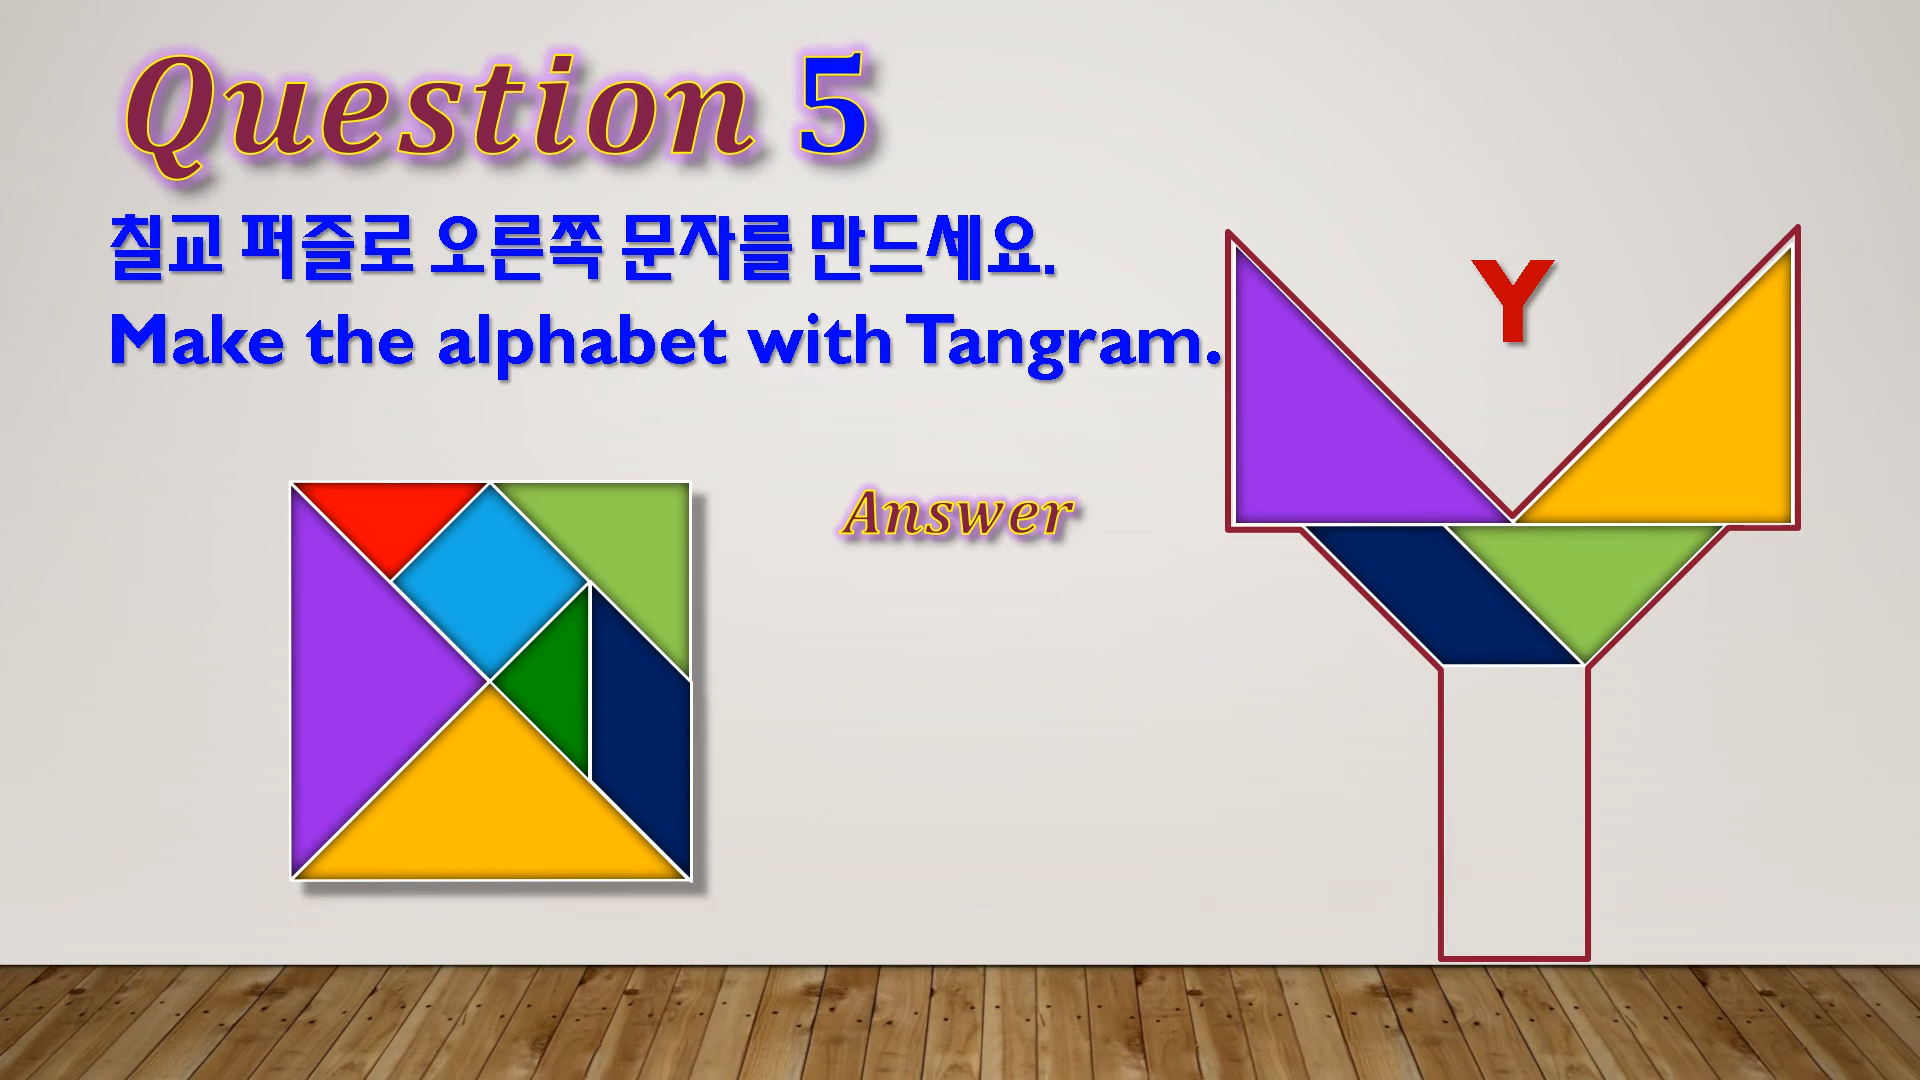 Question 5
칠교 퍼즐로 오른쪽 문자를 만드세요.
Make the alphabet with Tangram.
Y
Answer